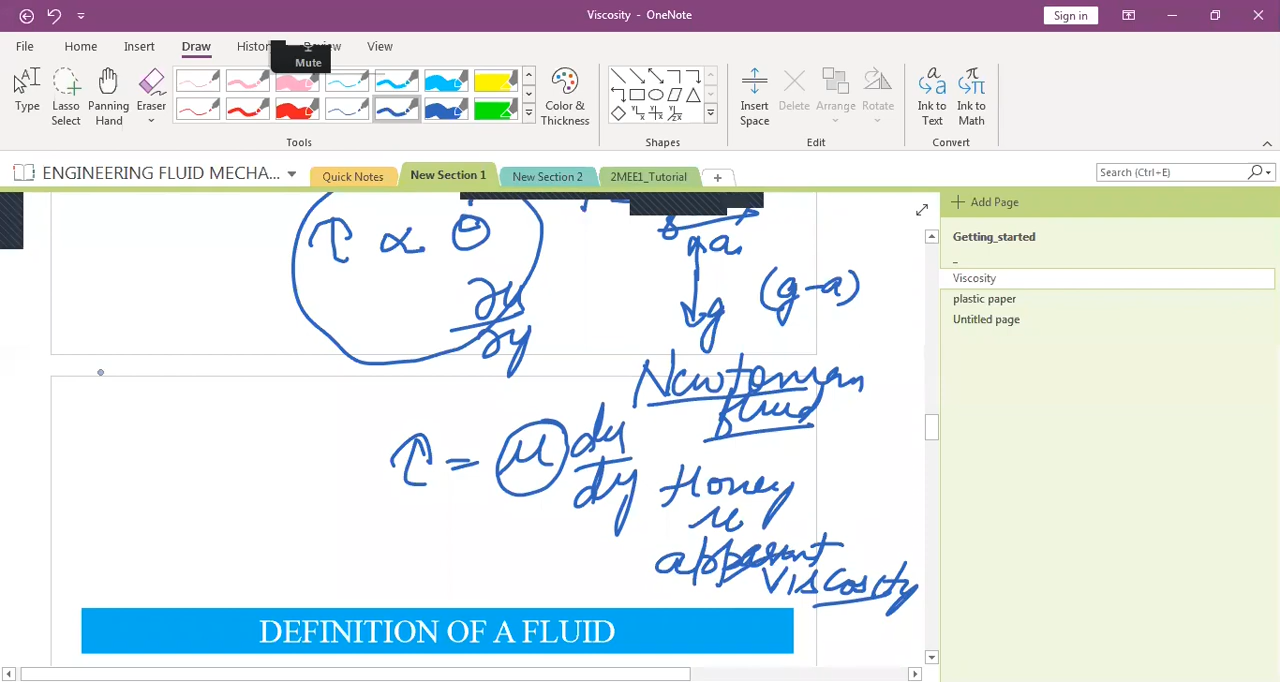 Viscosity - OneNote
Sign in
File Home Insert Draw History Review View
Mute
Type
Lasso Select
Panning Hand
Eraser
Color & Thickness
Insert Space
Delete
Arrange
Rotate
Ink to Text
Ink to Math
Tools
Shapes
Edit
Convert
ENGINEERING FLUID MECHA...
Quick Notes
New Section 1
New Section 2
2MEE1_Tutorial
Search (Ctrl+E)
Add Page
Getting_started
_
Viscosity
plastic paper
Untitled page
τ ∝ θ
∂u
∂y
a
g
(g-a)
Newtonian
fluid
τ = μ du/dy
Honey
μ
apparent
viscosity
DEFINITION OF A FLUID